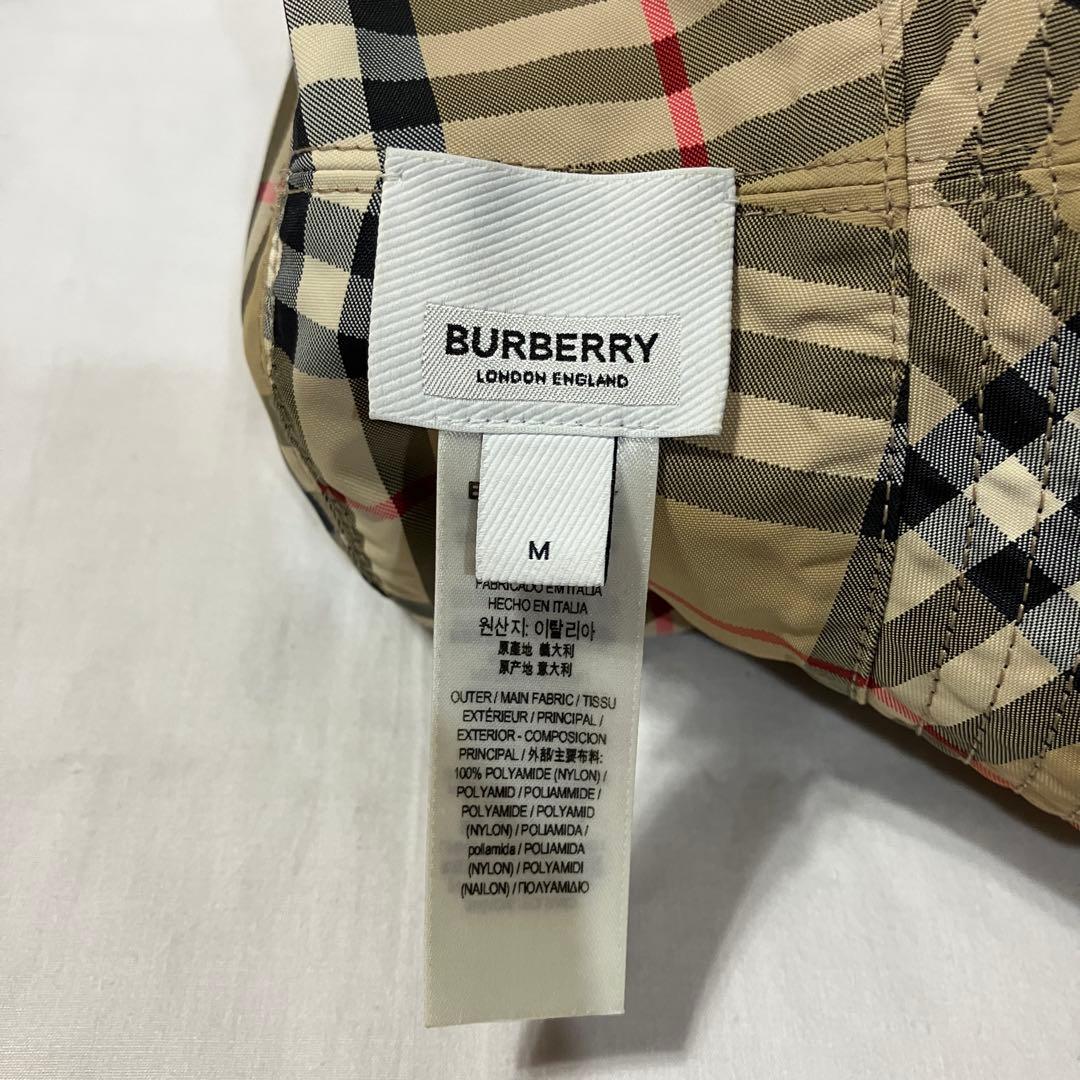 BURBERRY
LONDON ENGLAND
M
FABRICADO EM ITALIA
HECHO EN ITALIA
원산지: 이탈리아
原產地 義大利
原产地 意大利
OUTER / MAIN FABRIC / TISSU
EXTÉRIEUR / PRINCIPAL /
EXTERIOR - COMPOSICION
PRINCIPAL / 外部/主要布料:
100% POLYAMIDE (NYLON) /
POLYAMID / POLIAMMIDE /
POLYAMIDE / POLYAMID
(NYLON) / POLIAMIDA /
poliamida / POLIAMIDA
(NYLON) / POLYAMIDI
(NAILON) / ΠΟΛΥΑΜΙΔΙΟ